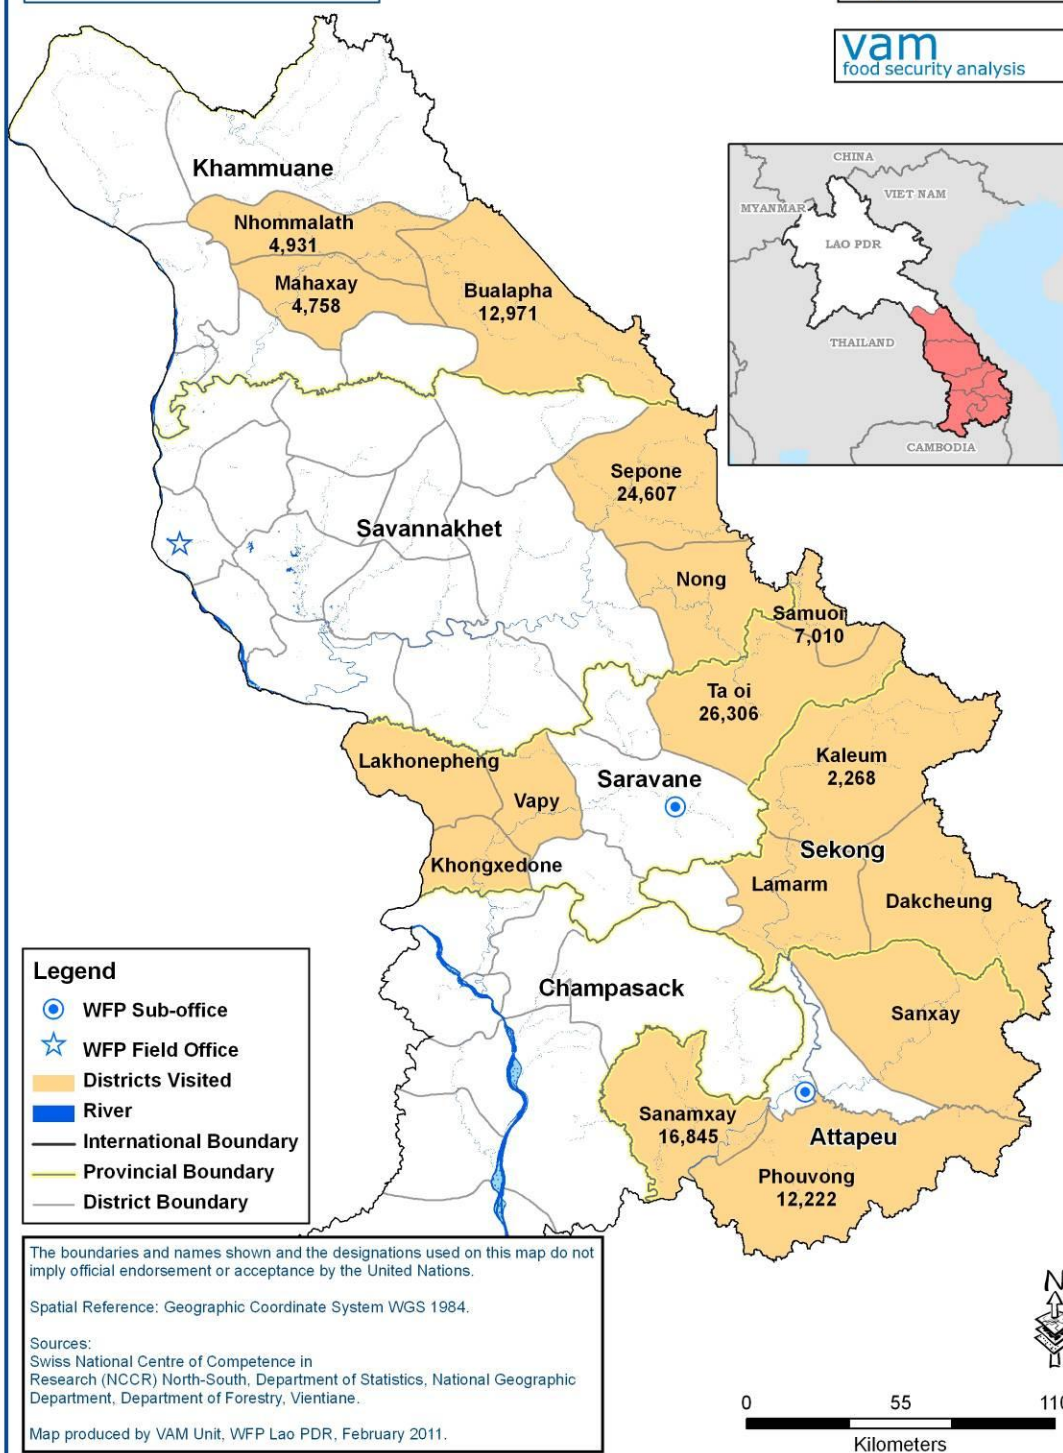 vam
food security analysis
CHINA
VIET NAM
MYANMAR
LAO PDR
THAILAND
CAMBODIA
Khammuane
Nhommalath
4,931
Mahaxay
4,758
Bualapha
12,971
Sepone
24,607
Savannakhet
Nong
Samuoi
7,010
Ta oi
26,306
Lakhonepheng
Saravane
Kaleum
2,268
Vapy
Khongxedone
Sekong
Lamarm
Dakcheung
Champasack
Sanxay
Sanamxay
16,845
Attapeu
Phouvong
12,222
Legend
WFP Sub-office
WFP Field Office
Districts Visited
River
International Boundary
Provincial Boundary
District Boundary
The boundaries and names shown and the designations used on this map do not
imply official endorsement or acceptance by the United Nations.
Spatial Reference: Geographic Coordinate System WGS 1984.
Sources:
Swiss National Centre of Competence in
Research (NCCR) North-South, Department of Statistics, National Geographic
Department, Department of Forestry, Vientiane.
Map produced by VAM Unit, WFP Lao PDR, February 2011.
N
0 55 110
Kilometers